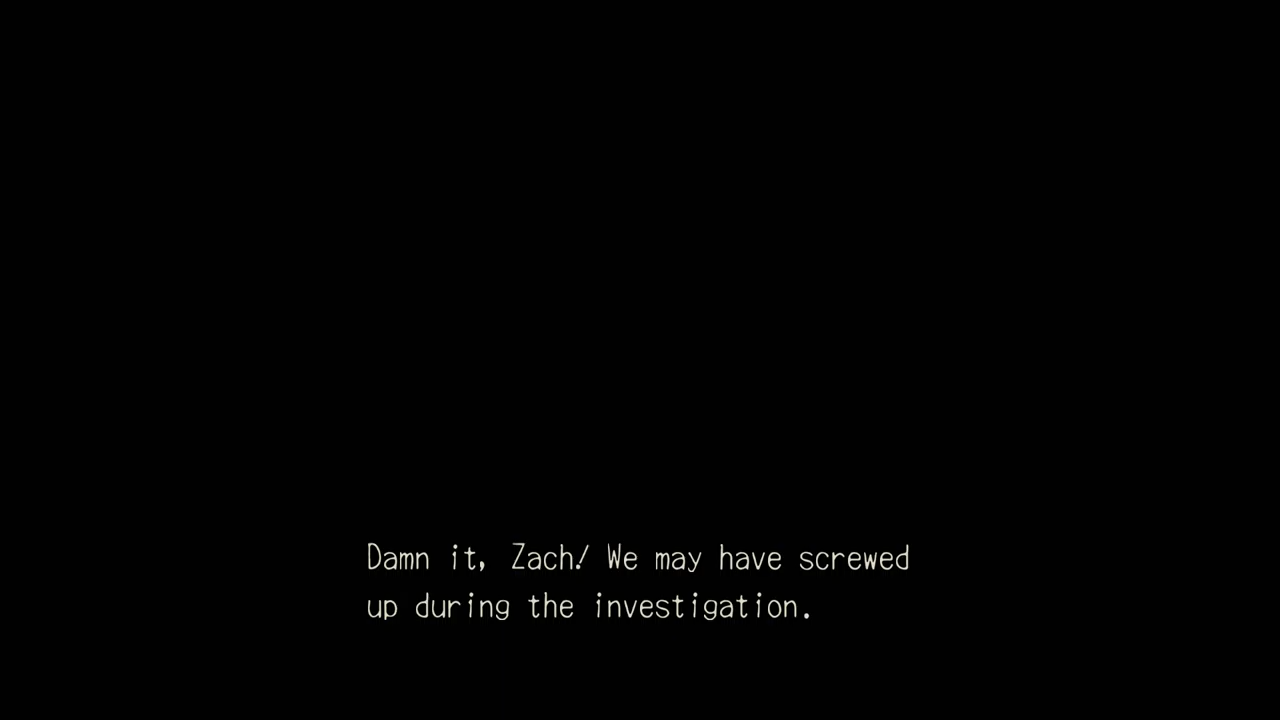 Damn it, Zach! We may have screwed
up during the investigation.